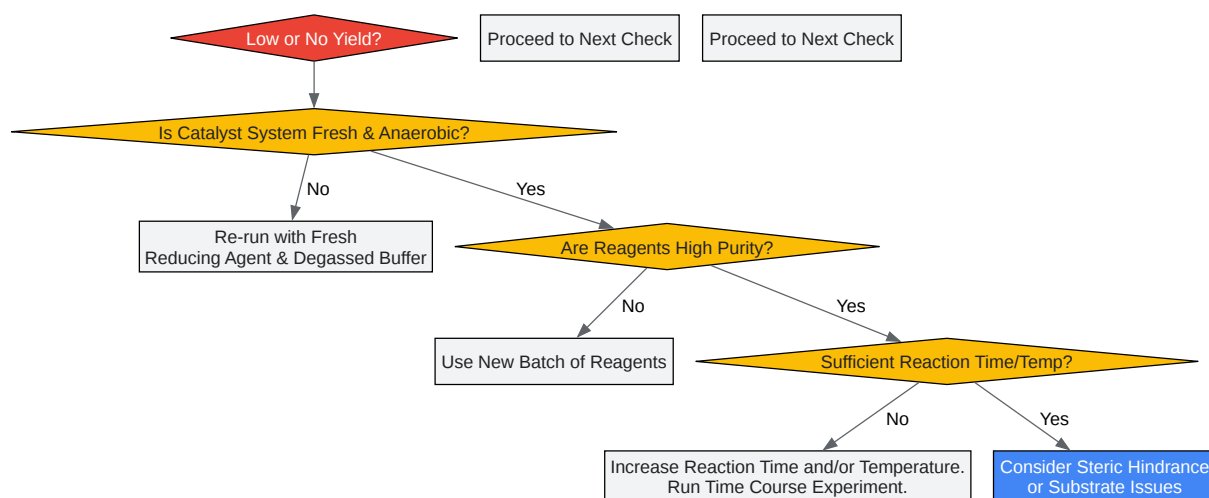 Low or No Yield?
Proceed to Next Check
Proceed to Next Check
Is Catalyst System Fresh & Anaerobic?
No
Yes
Re-run with Fresh
Reducing Agent & Degassed Buffer
Are Reagents High Purity?
No
Yes
Use New Batch of Reagents
Sufficient Reaction Time/Temp?
No
Yes
Increase Reaction Time and/or Temperature.
Run Time Course Experiment.
Consider Steric Hindrance
or Substrate Issues